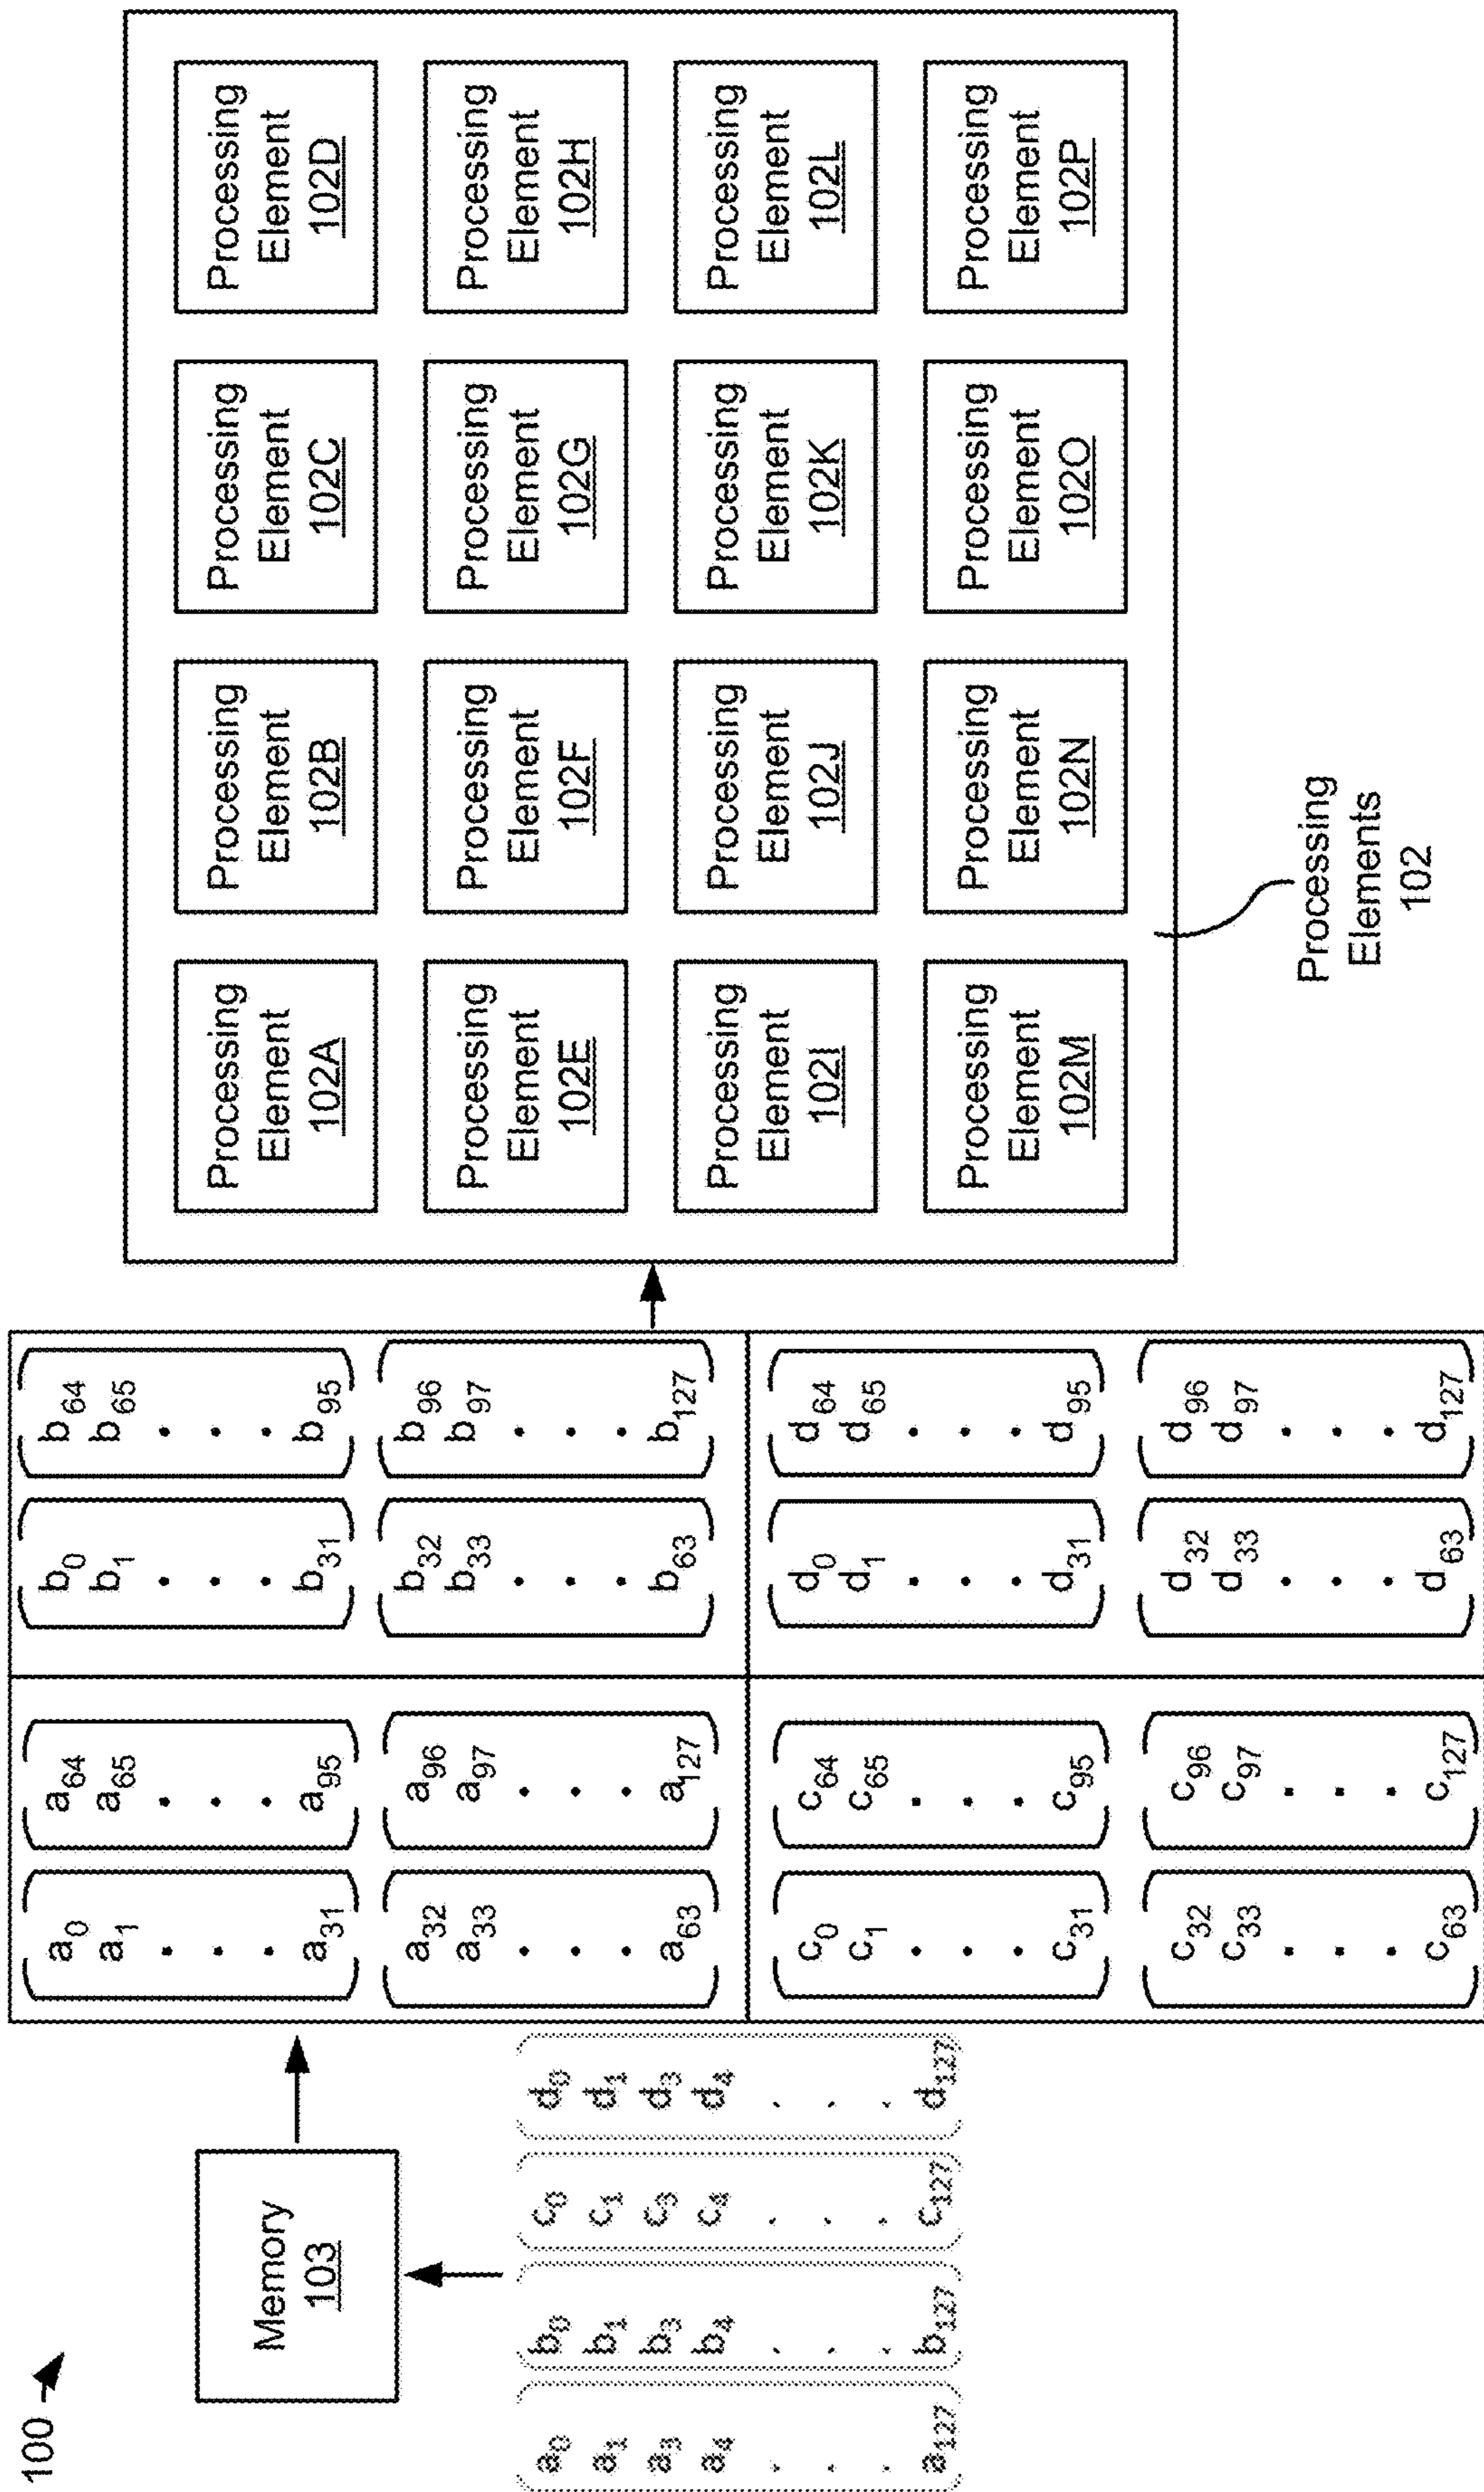 100
Memory
103
a0 b0 c0 d0
a1 b1 c1 d1
a3 b3 c3 d3
a4 b4 c4 d4
. . . .
. . . .
. . . .
a127 b127 c127 d127
a0 a64 b0 b64
a1 a65 b1 b65
. . . .
. . . .
. . . .
a31 a95 b31 b95
a32 a96 b32 b96
a33 a97 b33 b97
. . . .
. . . .
. . . .
a63 a127 b63 b127
c0 c64 d0 d64
c1 c65 d1 d65
. . . .
. . . .
. . . .
c31 c95 d31 d95
c32 c96 d32 d96
c33 c97 d33 d97
. . . .
. . . .
. . . .
c63 c127 d63 d127
Processing
Element
102A
Processing
Element
102B
Processing
Element
102C
Processing
Element
102D
Processing
Element
102E
Processing
Element
102F
Processing
Element
102G
Processing
Element
102H
Processing
Element
102I
Processing
Element
102J
Processing
Element
102K
Processing
Element
102L
Processing
Element
102M
Processing
Element
102N
Processing
Element
102O
Processing
Element
102P
Processing
Elements
102